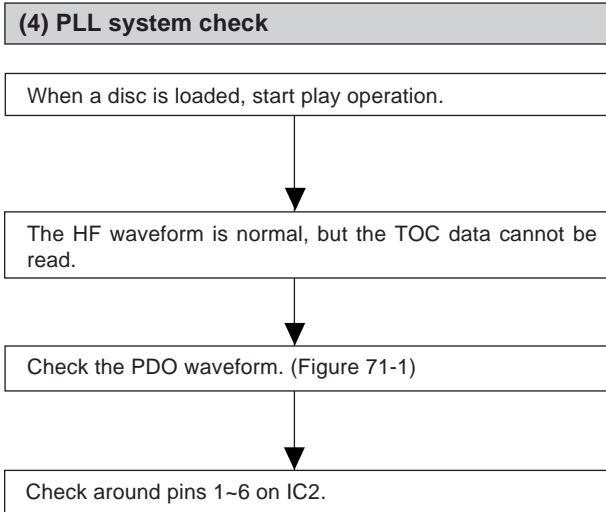 (4) PLL system check
When a disc is loaded, start play operation.
The HF waveform is normal, but the TOC data cannot be
read.
Check the PDO waveform. (Figure 71-1)
Check around pins 1~6 on IC2.